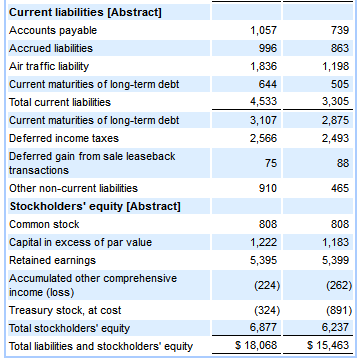 Current liabilities [Abstract]
Accounts payable 1,057 739
Accrued liabilities 996 863
Air traffic liability 1,836 1,198
Current maturities of long-term debt 644 505
Total current liabilities 4,533 3,305
Current maturities of long-term debt 3,107 2,875
Deferred income taxes 2,566 2,493
Deferred gain from sale leaseback
transactions 75 88
Other non-current liabilities 910 465
Stockholders' equity [Abstract]
Common stock 808 808
Capital in excess of par value 1,222 1,183
Retained earnings 5,395 5,399
Accumulated other comprehensive
income (loss) (224) (262)
Treasury stock, at cost (324) (891)
Total stockholders' equity 6,877 6,237
Total liabilities and stockholders' equity $ 18,068 $ 15,463